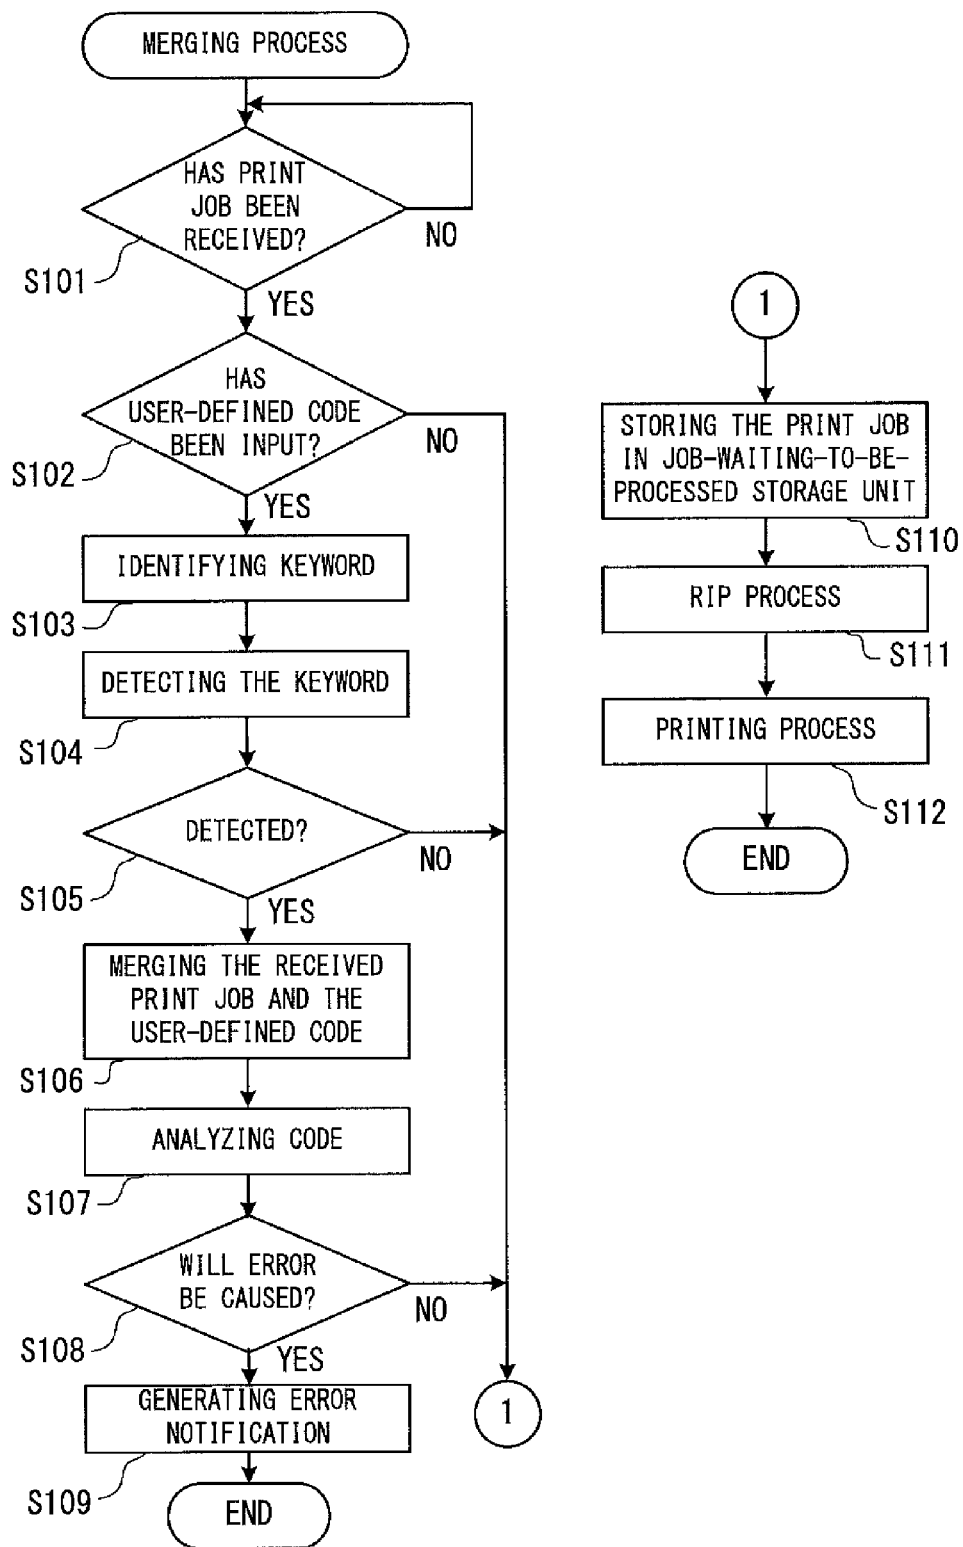 MERGING PROCESS
HAS PRINT
JOB BEEN
RECEIVED?
NO
S101
YES
HAS
USER-DEFINED CODE
BEEN INPUT?
NO
S102
YES
IDENTIFYING KEYWORD
S103
DETECTING THE KEYWORD
S104
DETECTED?
NO
S105
YES
MERGING THE RECEIVED
PRINT JOB AND THE
USER-DEFINED CODE
S106
ANALYZING CODE
S107
WILL ERROR
BE CAUSED?
NO
S108
YES
GENERATING ERROR
NOTIFICATION
S109
END
1
1
STORING THE PRINT JOB
IN JOB-WAITING-TO-BE-
PROCESSED STORAGE UNIT
S110
RIP PROCESS
S111
PRINTING PROCESS
S112
END